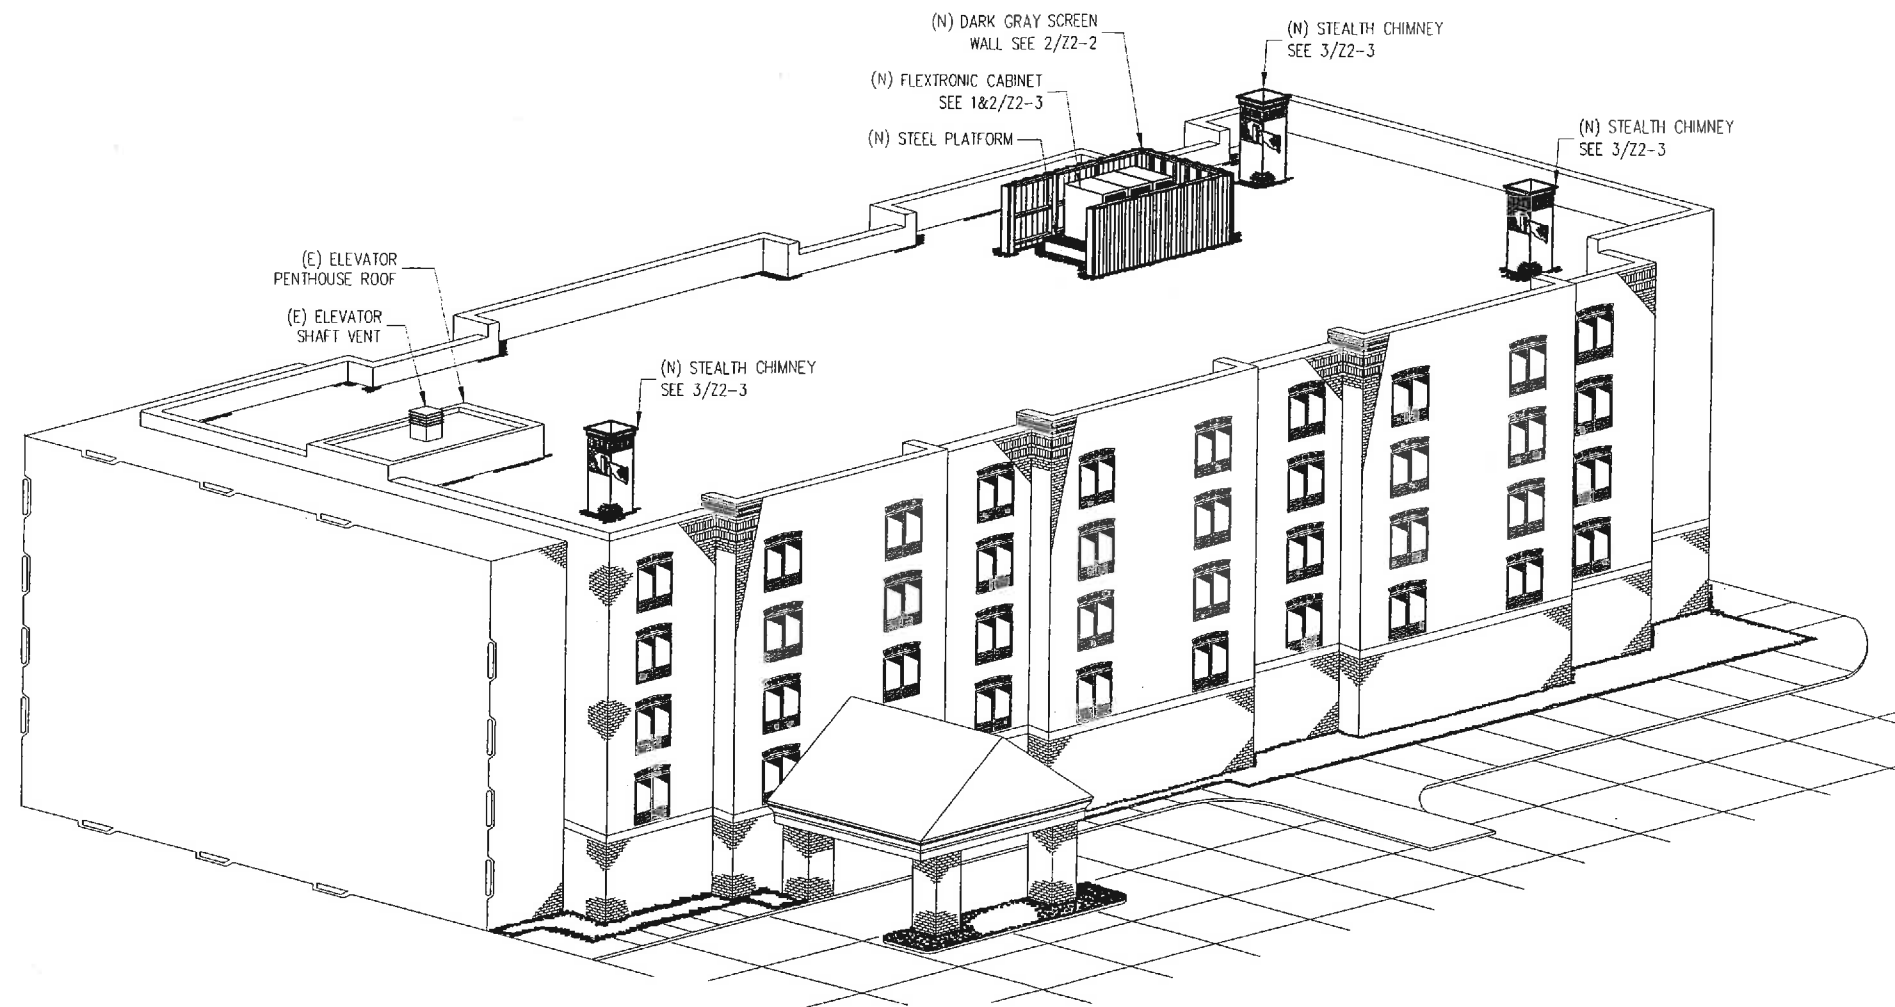 (N) DARK GRAY SCREEN
WALL SEE 2/Z2-2
(N) STEALTH CHIMNEY
SEE 3/Z2-3
(N) FLEXTRONIC CABINET
SEE 1&2/Z2-3
(N) STEEL PLATFORM
(N) STEALTH CHIMNEY
SEE 3/Z2-3
(E) ELEVATOR
PENTHOUSE ROOF
(E) ELEVATOR
SHAFT VENT
(N) STEALTH CHIMNEY
SEE 3/Z2-3